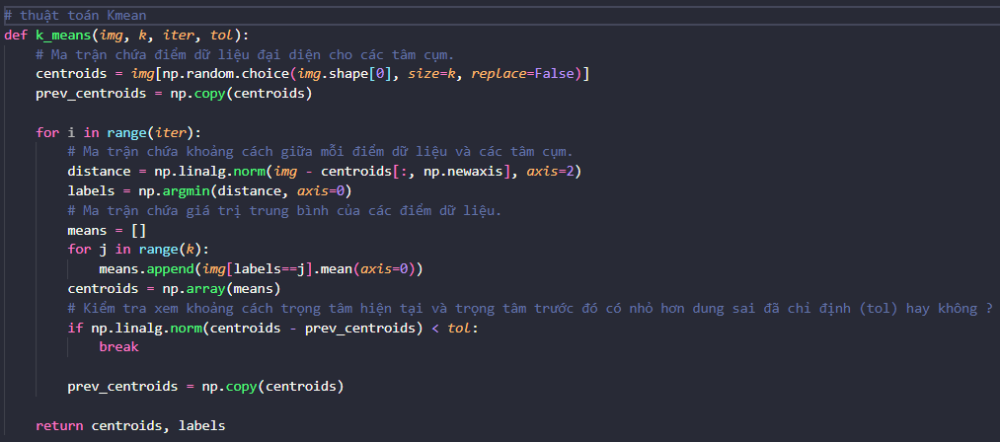 # thuật toán Kmean
def k_means(img, k, iter, tol):
    # Ma trận chứa điểm dữ liệu đại diện cho các tâm cụm.
    centroids = img[np.random.choice(img.shape[0], size=k, replace=False)]
    prev_centroids = np.copy(centroids)

    for i in range(iter):
        # Ma trận chứa khoảng cách giữa mỗi điểm dữ liệu và các tâm cụm.
        distance = np.linalg.norm(img - centroids[:, np.newaxis], axis=2)
        labels = np.argmin(distance, axis=0)
        # Ma trận chứa giá trị trung bình của các điểm dữ liệu.
        means = []
        for j in range(k):
            means.append(img[labels==j].mean(axis=0))
        centroids = np.array(means)
        # Kiểm tra xem khoảng cách trọng tâm hiện tại và trọng tâm trước đó có nhỏ hơn dung sai đã chỉ định (tol) hay không ?
        if np.linalg.norm(centroids - prev_centroids) < tol:
            break

        prev_centroids = np.copy(centroids)

    return centroids, labels